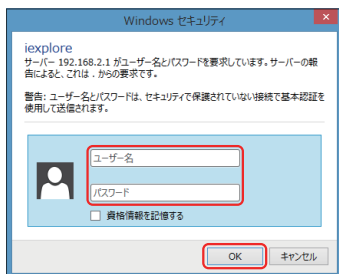 Windows セキュリティ
iexplore
サーバー 192.168.2.1 がユーザー名とパスワードを要求しています。サーバーの報
告によると、これは . からの要求です。
警告: ユーザー名とパスワードは、セキュリティで保護されていない接続で基本認証を
使用して送信されます。
ユーザー名
パスワード
資格情報を記憶する
OK キャンセル